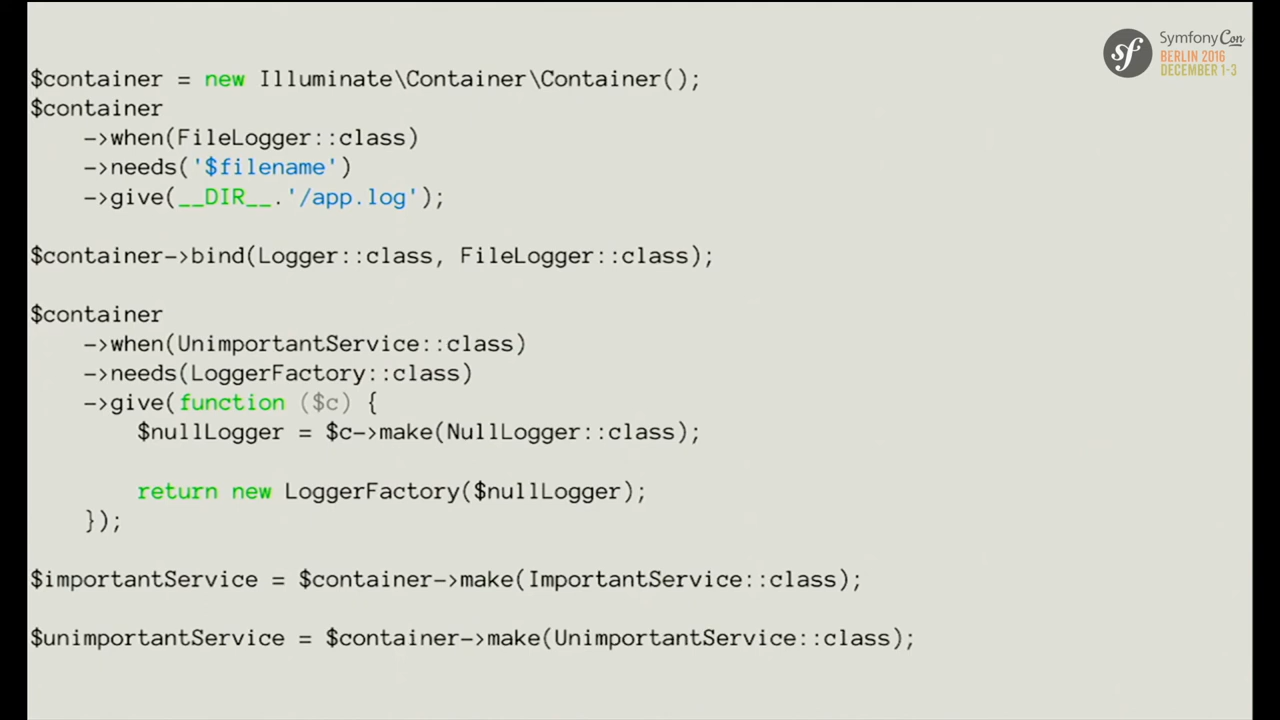 SymfonyCon
BERLIN 2016
DECEMBER 1-3
$container = new Illuminate\Container\Container();
$container
    ->when(FileLogger::class)
    ->needs('$filename')
    ->give(__DIR__.'/app.log');
$container->bind(Logger::class, FileLogger::class);
$container
    ->when(UnimportantService::class)
    ->needs(LoggerFactory::class)
    ->give(function ($c) {
        $nullLogger = $c->make(NullLogger::class);
        return new LoggerFactory($nullLogger);
    });
$importantService = $container->make(ImportantService::class);
$unimportantService = $container->make(UnimportantService::class);